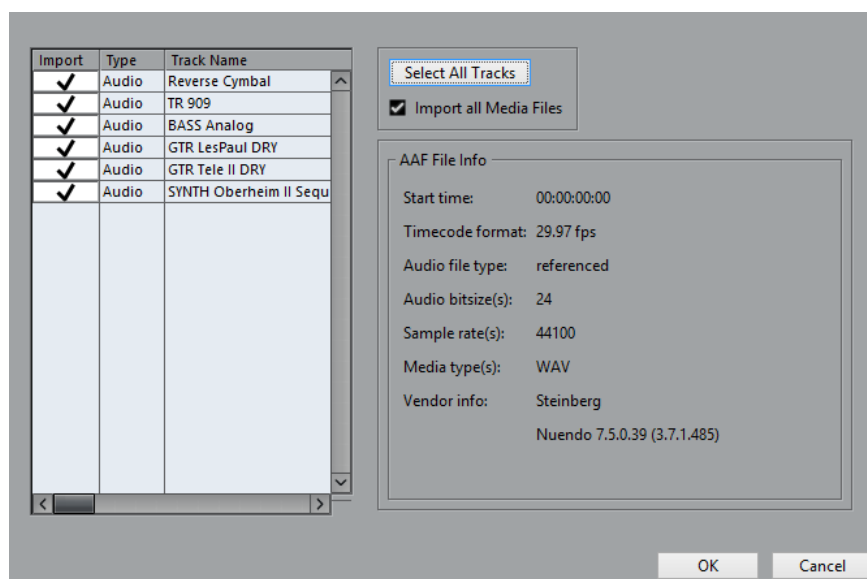 Import Type Track Name
Audio Reverse Cymbal
Audio TR 909
Audio BASS Analog
Audio GTR LesPaul DRY
Audio GTR Tele II DRY
Audio SYNTH Oberheim II Sequ
Select All Tracks
Import all Media Files
AAF File Info
Start time: 00:00:00:00
Timecode format: 29.97 fps
Audio file type: referenced
Audio bitsize(s): 24
Sample rate(s): 44100
Media type(s): WAV
Vendor info: Steinberg
Nuendo 7.5.0.39 (3.7.1.485)
OK Cancel